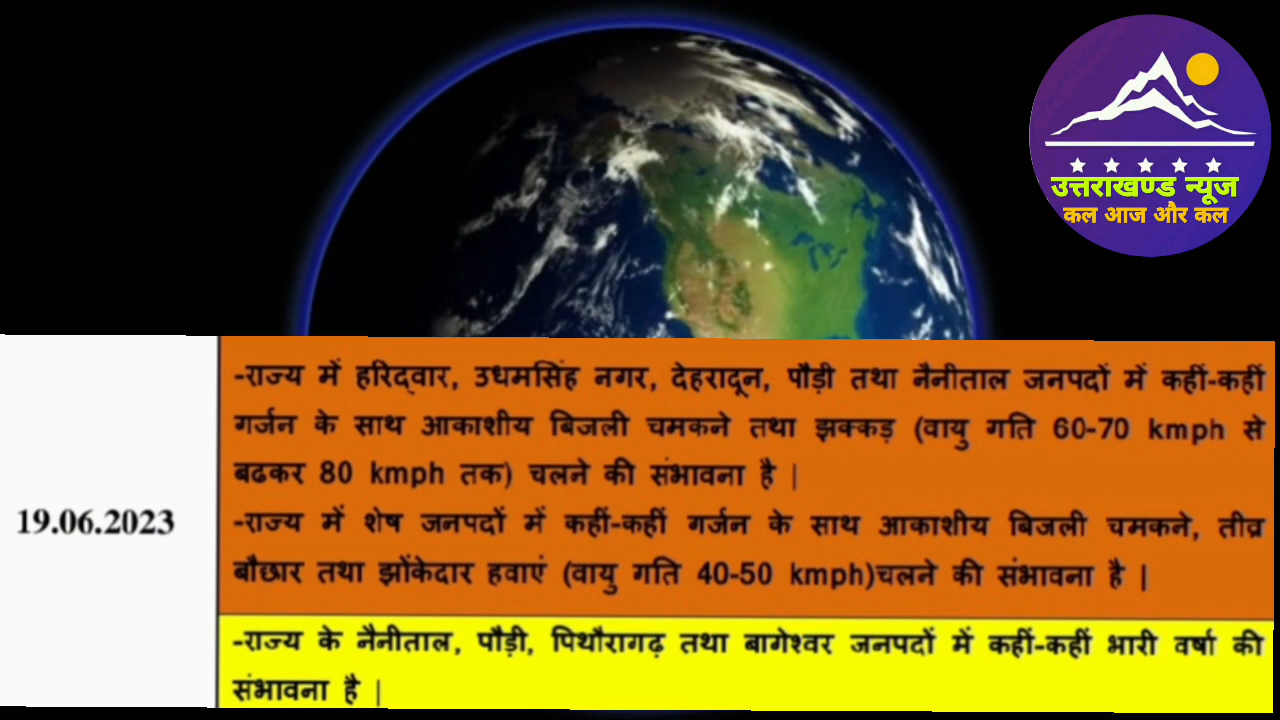 उत्तराखण्ड न्यूज
कल आज और कल
-राज्य में हरिद्वार, उधमसिंह नगर, देहरादून, पौड़ी तथा नैनीताल जनपदों में कहीं-कहीं
गर्जन के साथ आकाशीय बिजली चमकने तथा झक्कड़ (वायु गति 60-70 kmph से
बढकर 80 kmph तक) चलने की संभावना है |
19.06.2023
-राज्य में शेष जनपदों में कहीं-कहीं गर्जन के साथ आकाशीय बिजली चमकने, तीव्र
बौछार तथा झोंकेदार हवाएं (वायु गति 40-50 kmph)चलने की संभावना है |
-राज्य के नैनीताल, पौड़ी, पिथौरागढ़ तथा बागेश्वर जनपदों में कहीं-कहीं भारी वर्षा की
संभावना है |